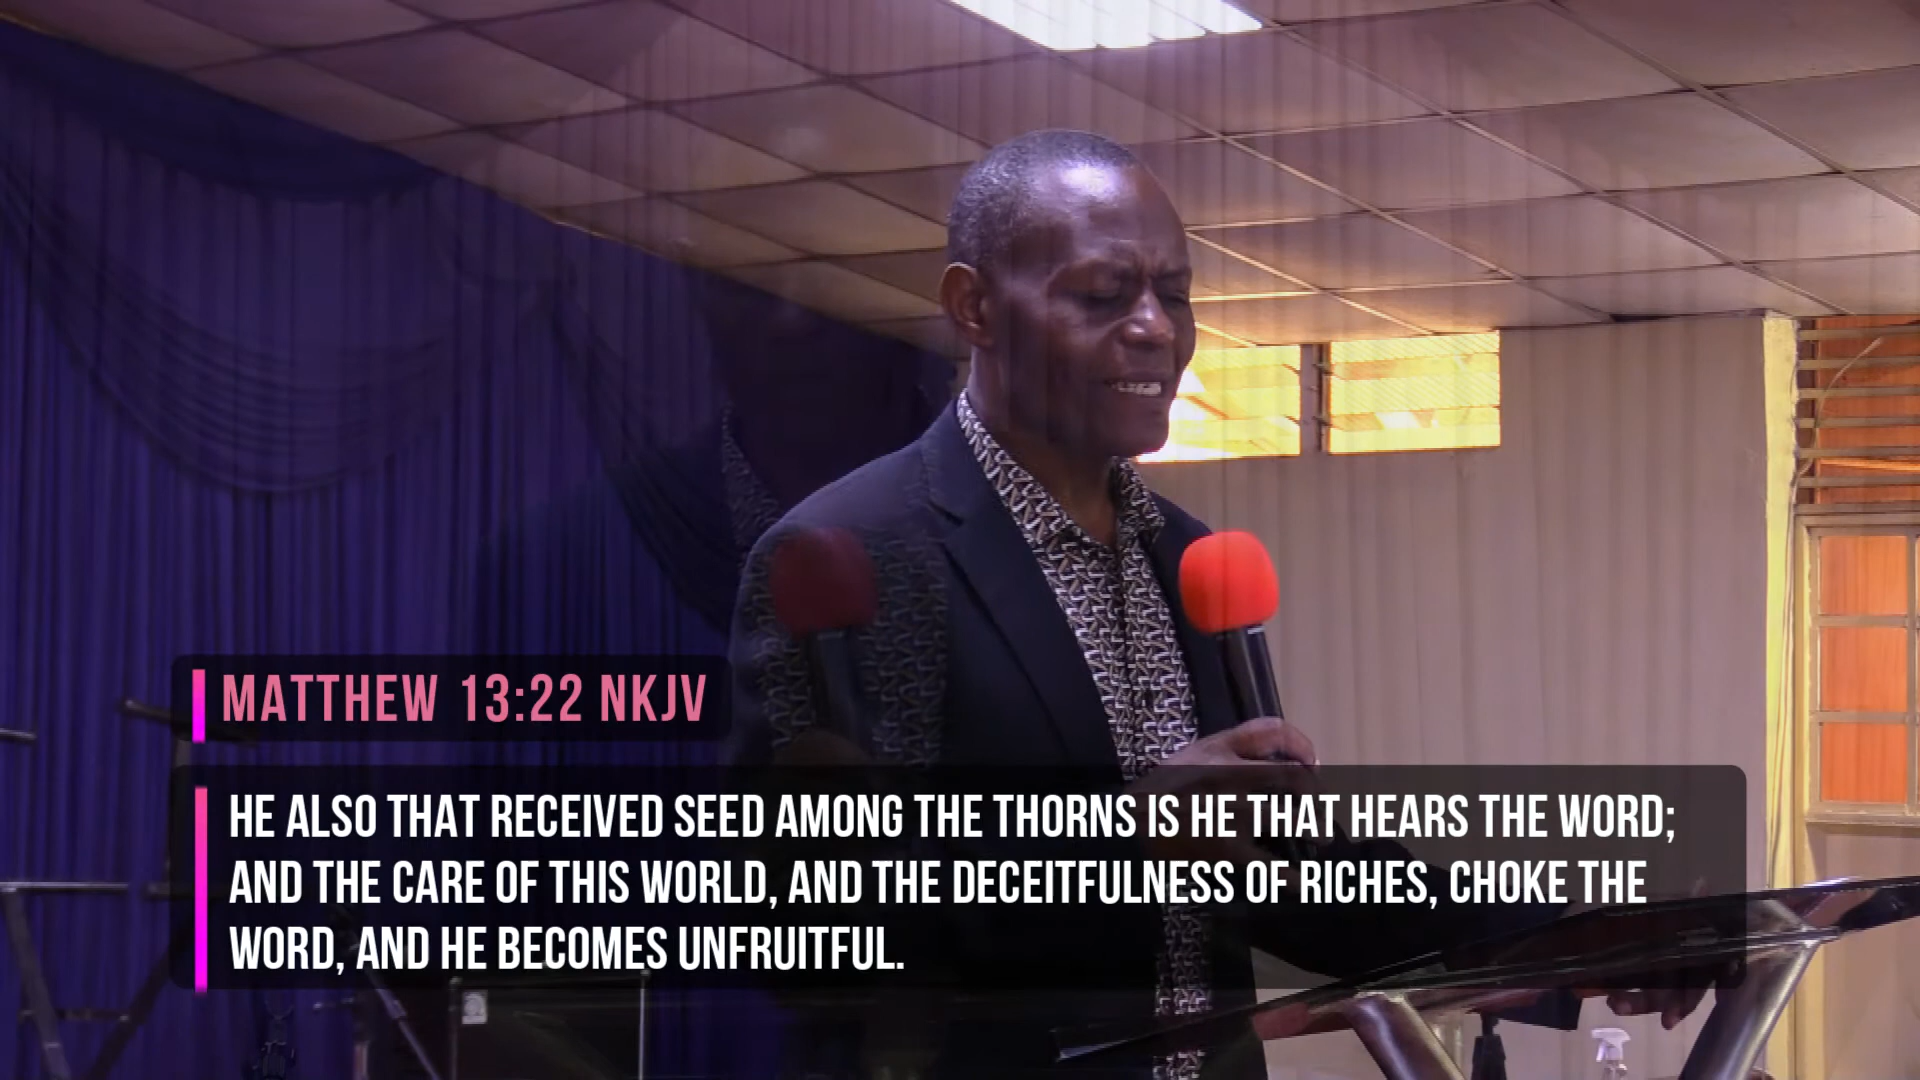 MATTHEW 13:22 NKJV
HE ALSO THAT RECEIVED SEED AMONG THE THORNS IS HE THAT HEARS THE WORD;
AND THE CARE OF THIS WORLD, AND THE DECEITFULNESS OF RICHES, CHOKE THE
WORD, AND HE BECOMES UNFRUITFUL.